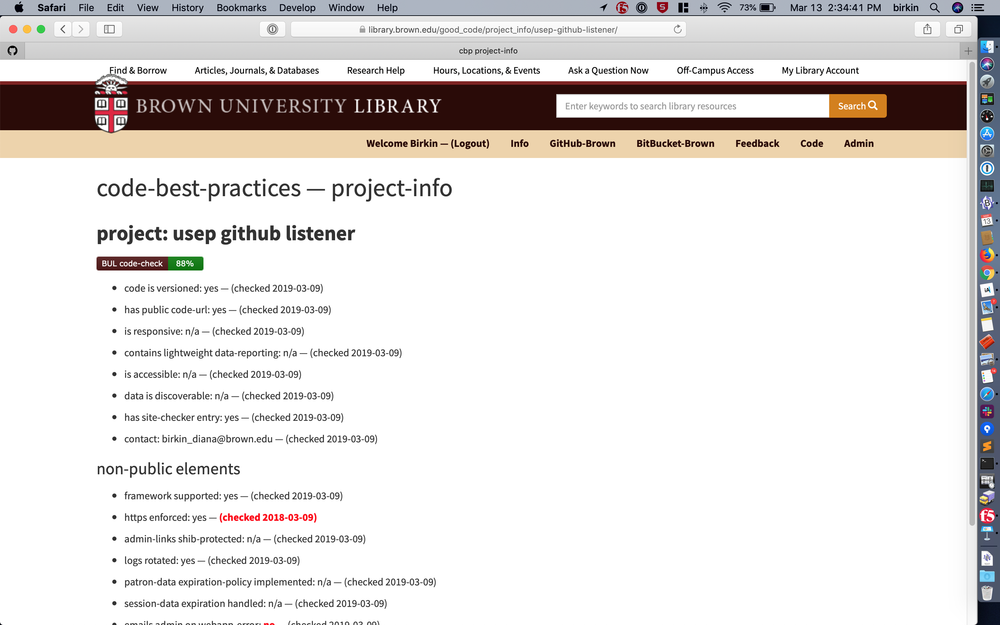 Safari File Edit View History Bookmarks Develop Window Help 73% Mar 13 2:34:41 PM birkin
library.brown.edu/good_code/project_info/usep-github-listener/
cbp project-info
Find & Borrow Articles, Journals, & Databases Research Help Hours, Locations, & Events Ask a Question Now Off-Campus Access My Library Account
BROWN UNIVERSITY LIBRARY
Enter keywords to search library resources Search
Welcome Birkin — (Logout) Info GitHub-Brown BitBucket-Brown Feedback Code Admin
code-best-practices — project-info
project: usep github listener
BUL code-check 88%
code is versioned: yes — (checked 2019-03-09)
has public code-url: yes — (checked 2019-03-09)
is responsive: n/a — (checked 2019-03-09)
contains lightweight data-reporting: n/a — (checked 2019-03-09)
is accessible: n/a — (checked 2019-03-09)
data is discoverable: n/a — (checked 2019-03-09)
has site-checker entry: yes — (checked 2019-03-09)
contact: birkin_diana@brown.edu — (checked 2019-03-09)
non-public elements
framework supported: yes — (checked 2019-03-09)
https enforced: yes — (checked 2018-03-09)
admin-links shib-protected: n/a — (checked 2019-03-09)
logs rotated: yes — (checked 2019-03-09)
patron-data expiration-policy implemented: n/a — (checked 2019-03-09)
session-data expiration handled: n/a — (checked 2019-03-09)
emails admin on webapp-error: no — (checked 2019-03-09)
MAR
13
iA
7
14
f5
TEXT